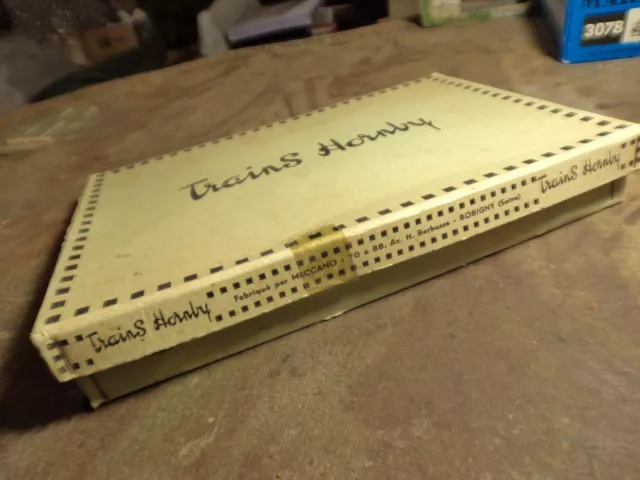 3078
TrainS Hornby
TrainS Hornby
TrainS Hornby
Fabriqué par MECCANO 70 à 88, Av. H. Barbusse - BOBIGNY (Seine)